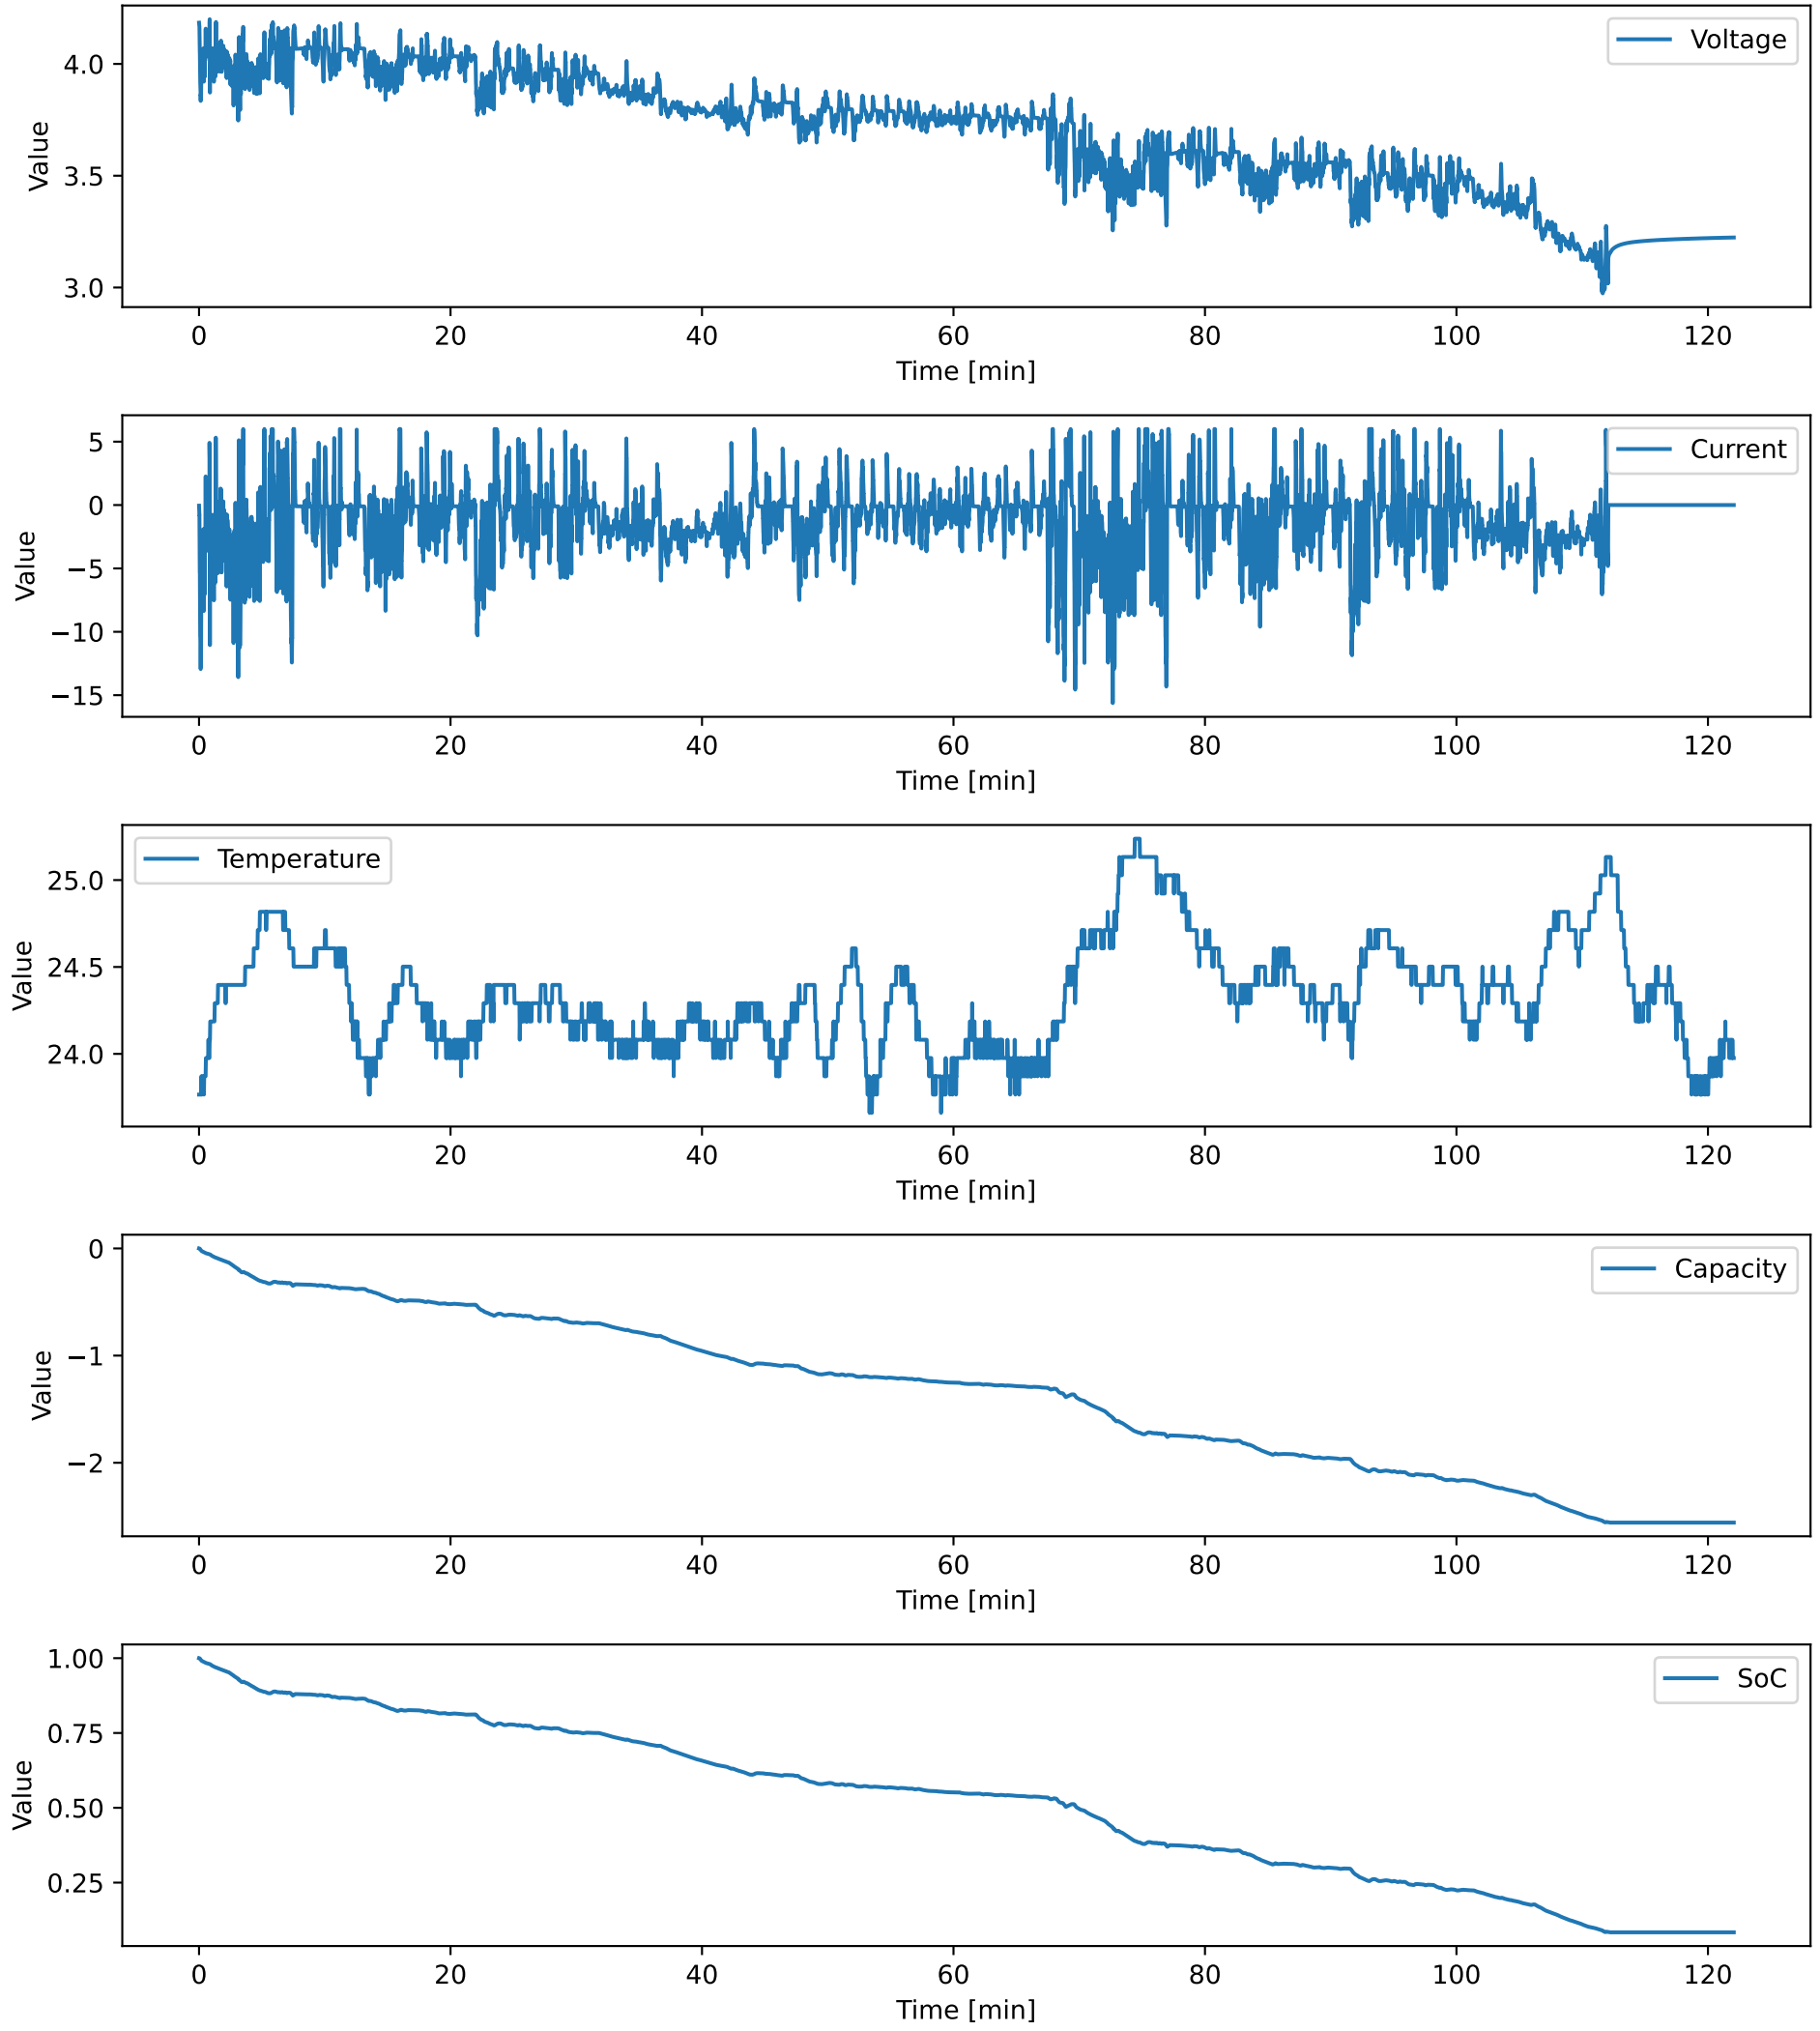 Voltage
4.0
3.5
3.0
Value
0 20 40 60 80 100 120
Time [min]
Current
5
0
−5
−10
−15
Value
0 20 40 60 80 100 120
Time [min]
Temperature
25.0
24.5
24.0
Value
0 20 40 60 80 100 120
Time [min]
Capacity
0
−1
−2
Value
0 20 40 60 80 100 120
Time [min]
SoC
1.00
0.75
0.50
0.25
Value
0 20 40 60 80 100 120
Time [min]